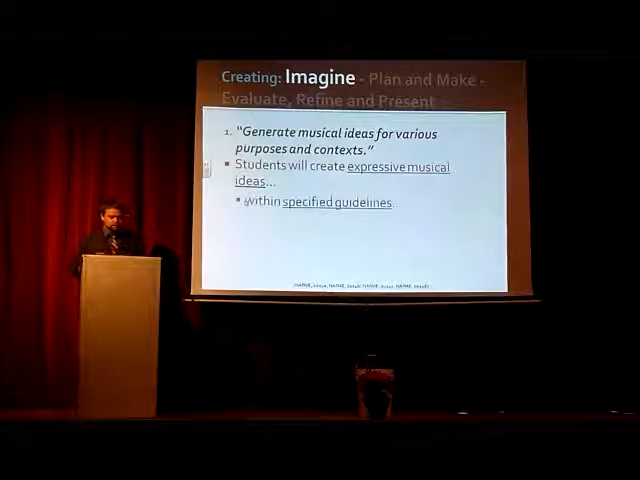 Creating: Imagine - Plan and Make -
Evaluate, Refine and Present
1. "Generate musical ideas for various
purposes and contexts."
Students will create expressive musical
ideas...
within specified guidelines..